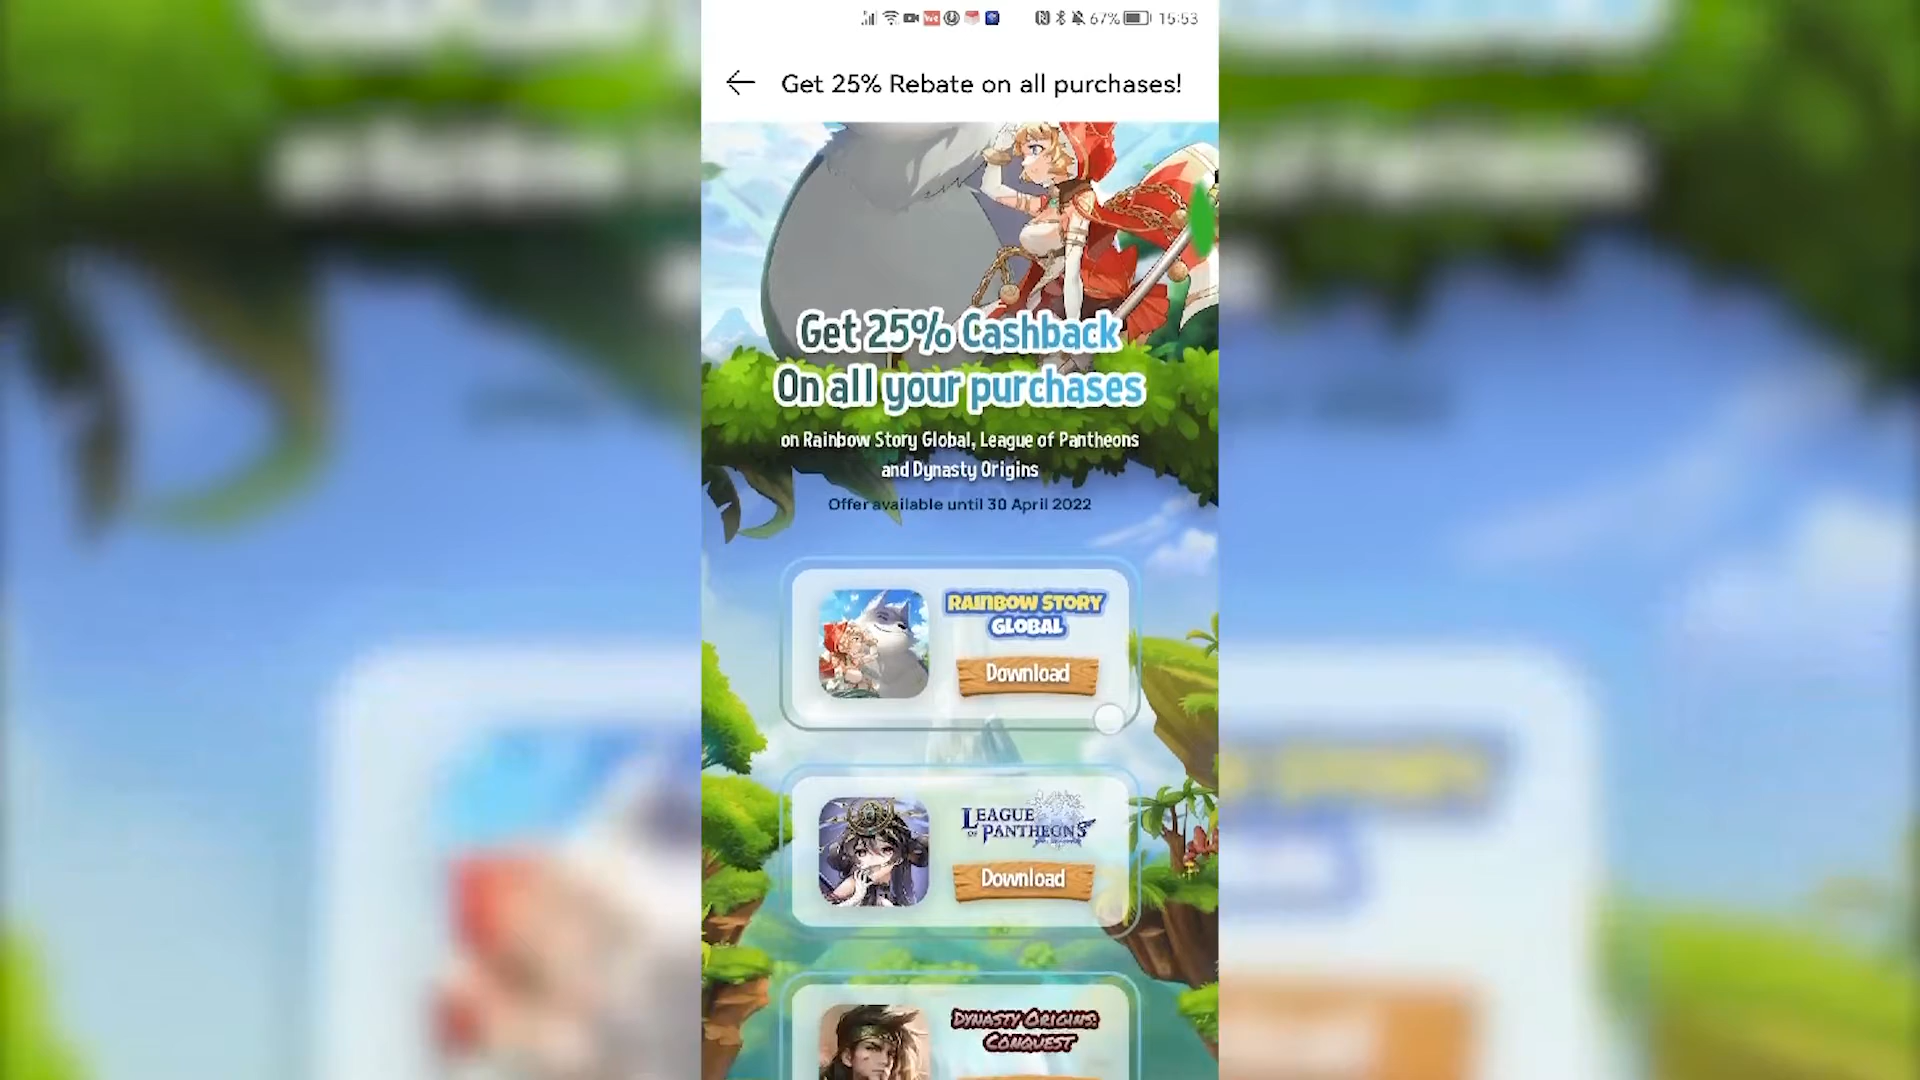 67% 15:53
Get 25% Rebate on all purchases!
Get 25% Cashback
On all your purchases
on Rainbow Story Global, League of Pantheons
and Dynasty Origins
Offer available until 30 April 2022
RAINBOW STORY
GLOBAL
Download
LEAGUE
OF PANTHEONS
Download
DYNASTY ORIGINS:
CONQUEST